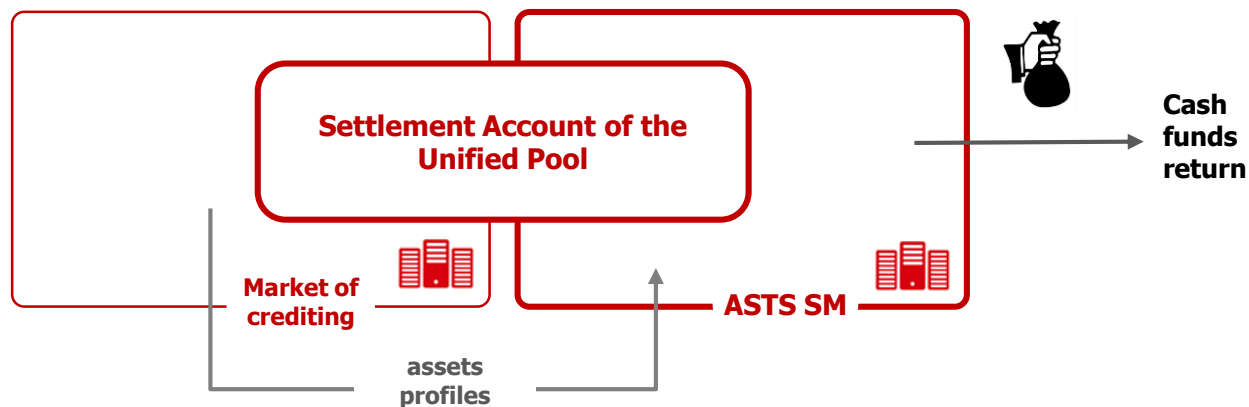 Settlement Account of the
Unified Pool
Cash
funds
return
Market of
crediting
ASTS SM
assets
profiles